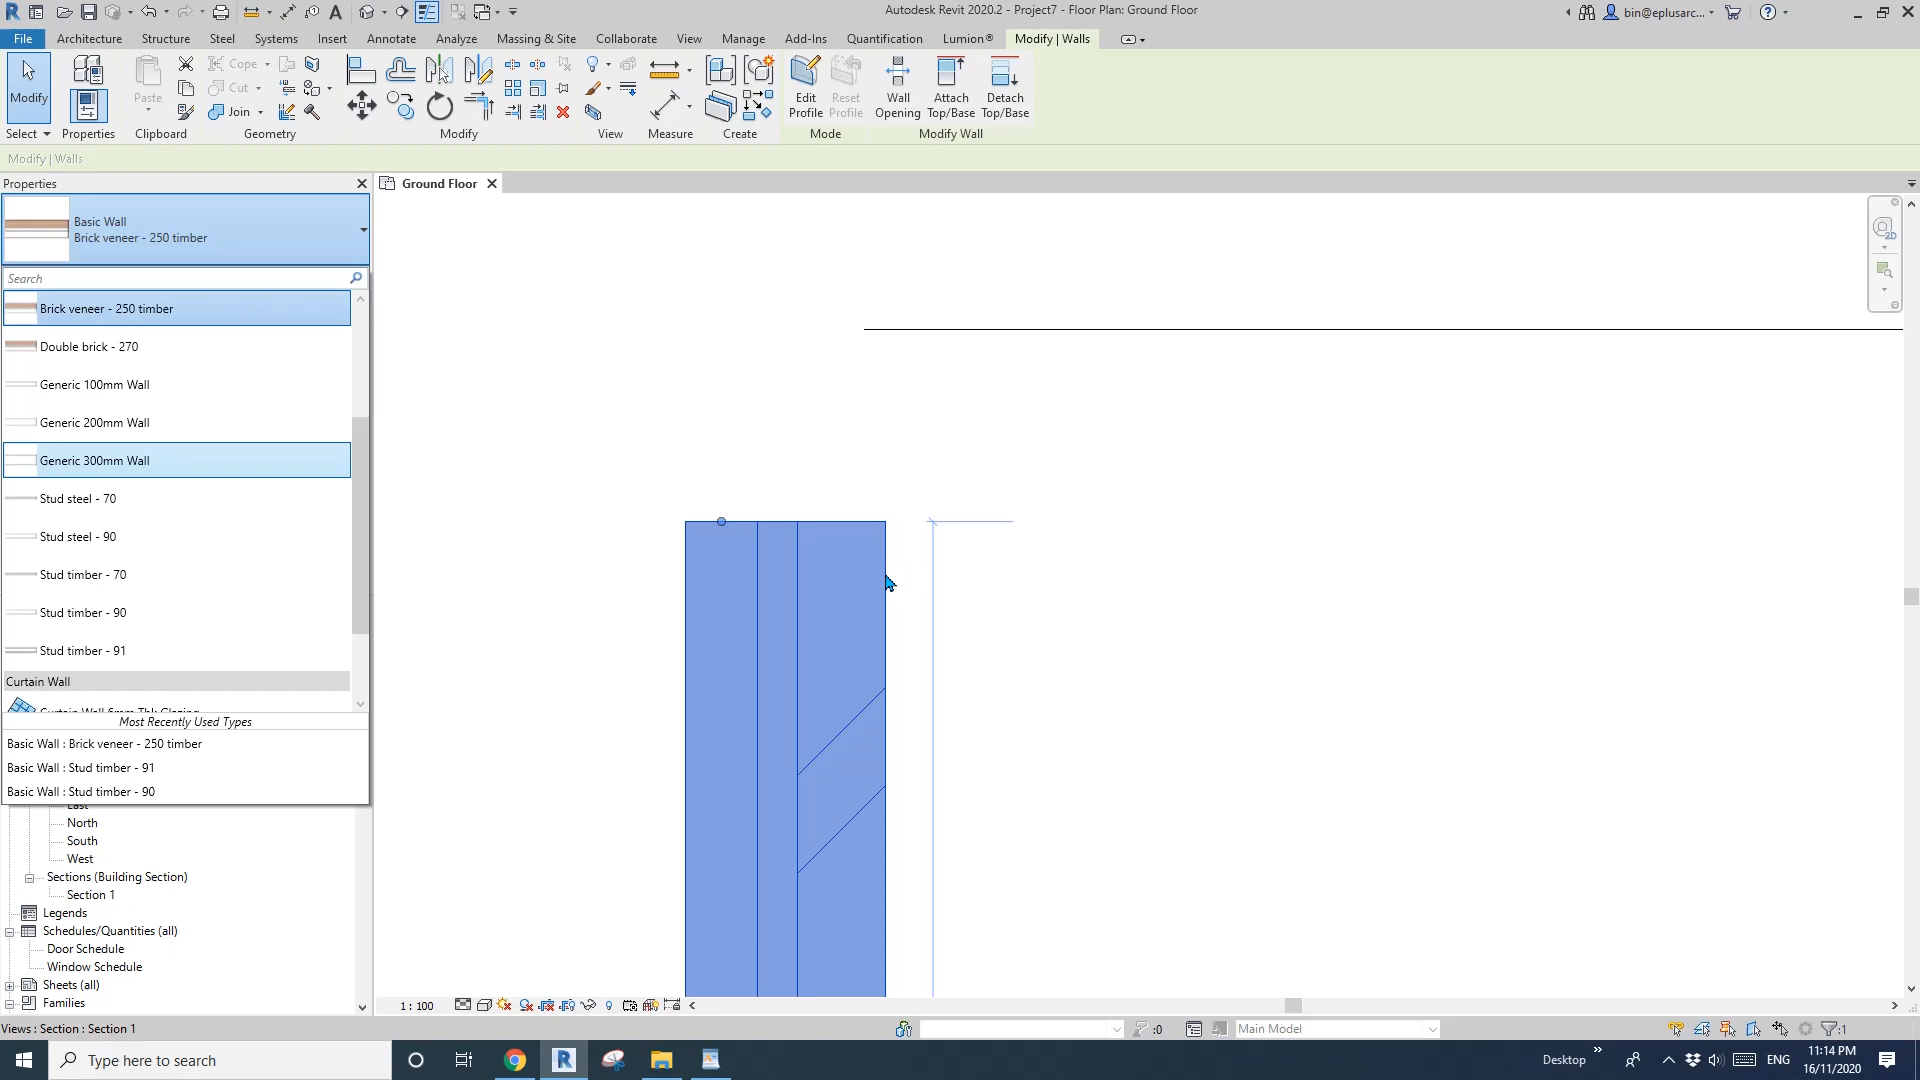 Autodesk Revit 2020.2 - Project7 - Floor Plan: Ground Floor
bin@eplusarc...
File Architecture Structure Steel Systems Insert Annotate Analyze Massing & Site Collaborate View Manage Add-Ins Quantification Lumion® Modify | Walls
Modify
Paste
Cope
Cut
Join
Edit Profile
Reset Profile
Wall Opening
Attach Top/Base
Detach Top/Base
Select Properties Clipboard Geometry Modify View Measure Create Mode Modify Wall
Modify | Walls
Properties
Ground Floor
Basic Wall
Brick veneer - 250 timber
Search
Brick veneer - 250 timber
Double brick - 270
Generic 100mm Wall
Generic 200mm Wall
Generic 300mm Wall
Stud steel - 70
Stud steel - 90
Stud timber - 70
Stud timber - 90
Stud timber - 91
Curtain Wall
Most Recently Used Types
Basic Wall : Brick veneer - 250 timber
Basic Wall : Stud timber - 91
Basic Wall : Stud timber - 90
East
North
South
West
Sections (Building Section)
Section 1
Legends
Schedules/Quantities (all)
Door Schedule
Window Schedule
Sheets (all)
Families
1 : 100
Views : Section : Section 1
:0
Main Model
:1
Type here to search
Desktop
ENG
11:14 PM
16/11/2020
2D